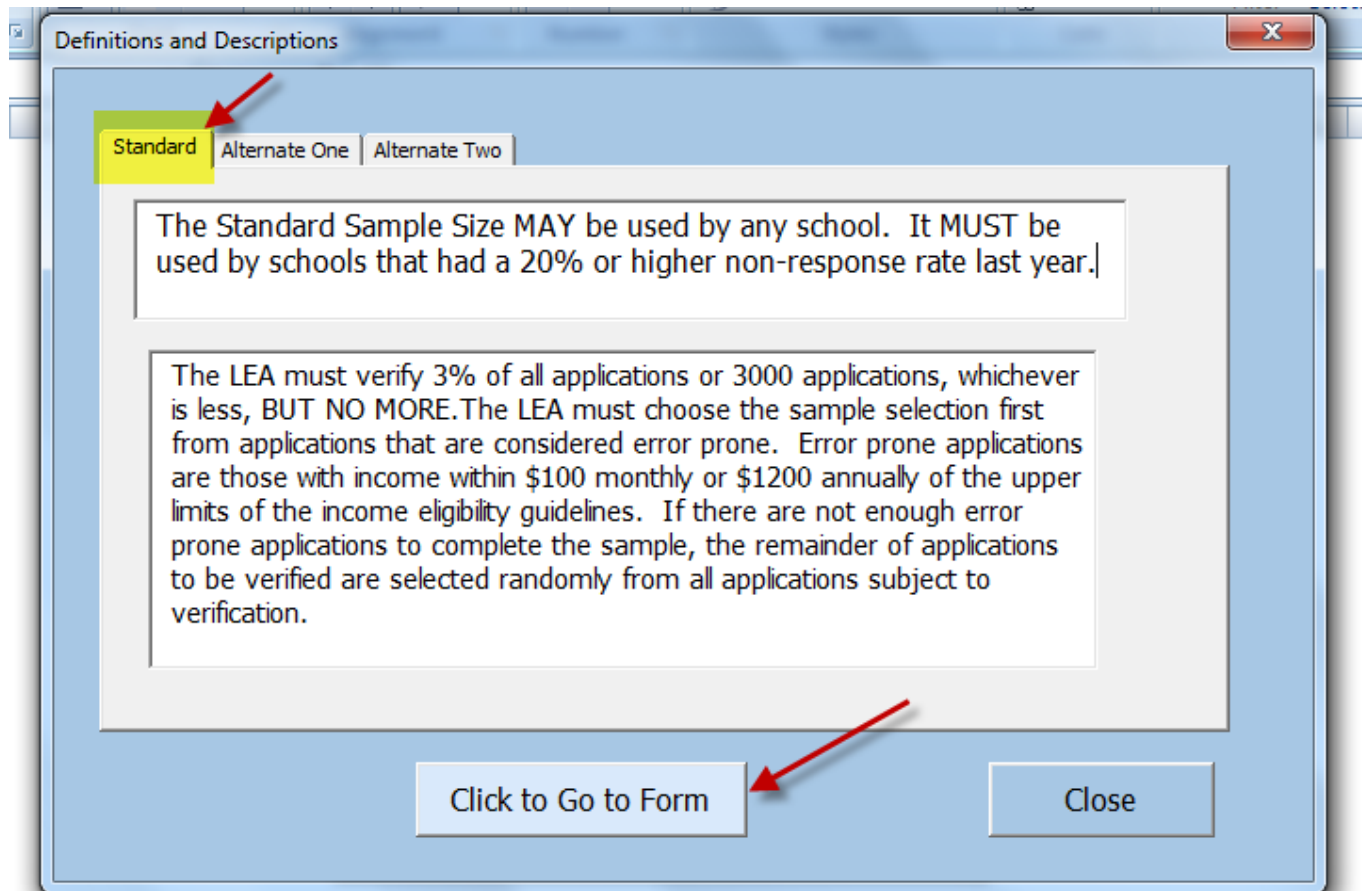 Definitions and Descriptions
Standard
Alternate One
Alternate Two
The Standard Sample Size MAY be used by any school.  It MUST be
used by schools that had a 20% or higher non-response rate last year.
The LEA must verify 3% of all applications or 3000 applications, whichever
is less, BUT NO MORE.The LEA must choose the sample selection first
from applications that are considered error prone.  Error prone applications
are those with income within $100 monthly or $1200 annually of the upper
limits of the income eligibility guidelines.  If there are not enough error
prone applications to complete the sample, the remainder of applications
to be verified are selected randomly from all applications subject to
verification.
Click to Go to Form
Close